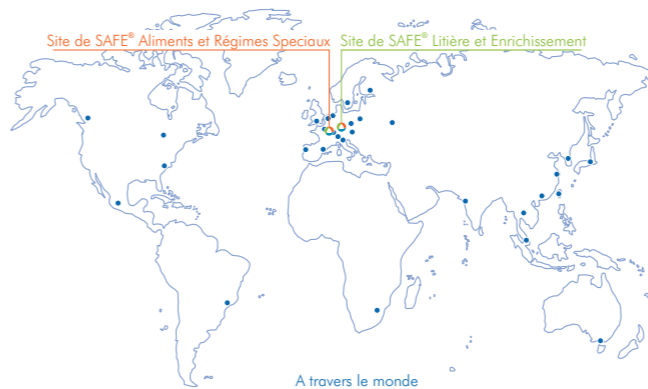 Site de SAFE® Aliments et Régimes Speciaux
Site de SAFE® Litière et Enrichissement
A travers le monde